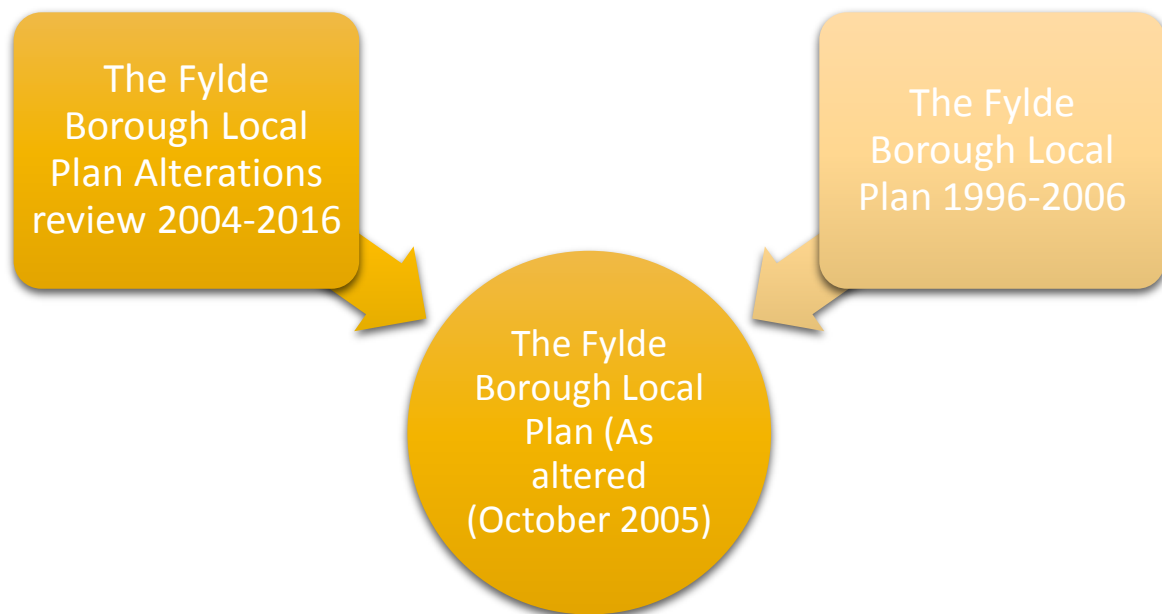 The Fylde
Borough Local
Plan Alterations
review 2004-2016
The Fylde
Borough Local
Plan 1996-2006
The Fylde
Borough Local
Plan (As
altered
(October 2005)